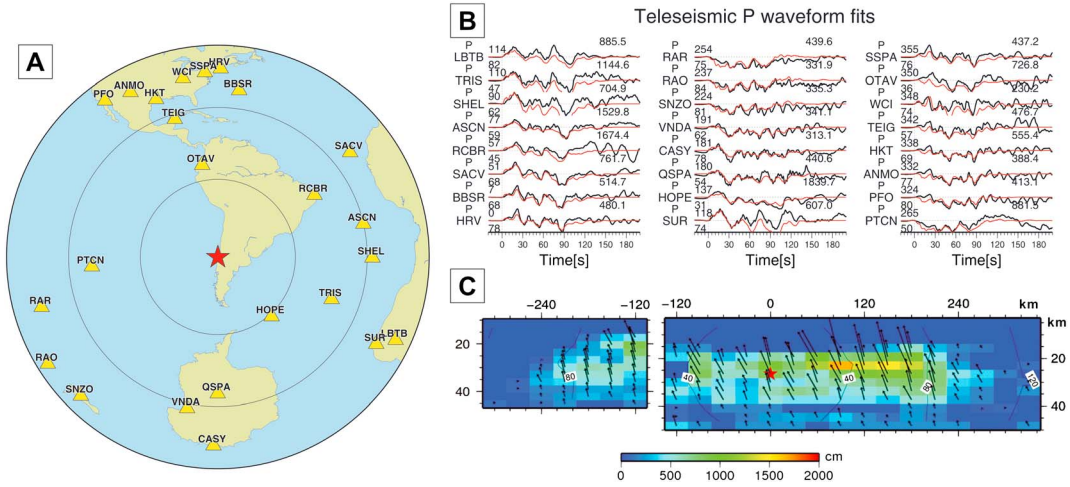 A
HRV
SSPA
WCI
BBSR
ANMO
HKT
PFO
TEIG
SACV
OTAV
RCBR
ASCN
SHEL
PTCN
TRIS
RAR
HOPE
LBTB
SUR
RAO
QSPA
SNZO
VNDA
CASY
B
Teleseismic P waveform fits
P 885.5
LBTB 114
82
P 1144.6
TRIS 110
47
P 704.9
SHEL 90
62
P 1529.8
ASCN 77
59
P 1674.4
RCBR 57
45
P 761.7
SACV 51
68
P 514.7
BBSR 7
68
P 480.1
HRV 0
78
0 30 60 90 120 150 180
Time[s]
P 439.6
RAR 254
75
P 331.9
RAO 237
84
P 335.3
SNZO 224
81
P 341.1
VNDA 191
62
P 313.1
CASY 181
78
P 440.6
QSPA 180
54
P 1839.7
HOPE 137
31
P 607.0
SUR 118
74
0 30 60 90 120 150 180
Time[s]
P 437.2
SSPA 355
76
P 726.8
OTAV 350
36
P 230.2
WCI 348
74
P 476.7
TEIG 342
57
P 555.4
HKT 338
69
P 388.4
ANMO 332
77
P 413.1
PFO 324
80
P 881.5
PTCN 265
50
0 30 60 90 120 150 180
Time[s]
C
−240 −120 −120 0 120 240 km
km
20 20
40 40
80 40 40 80 120
cm
0 500 1000 1500 2000